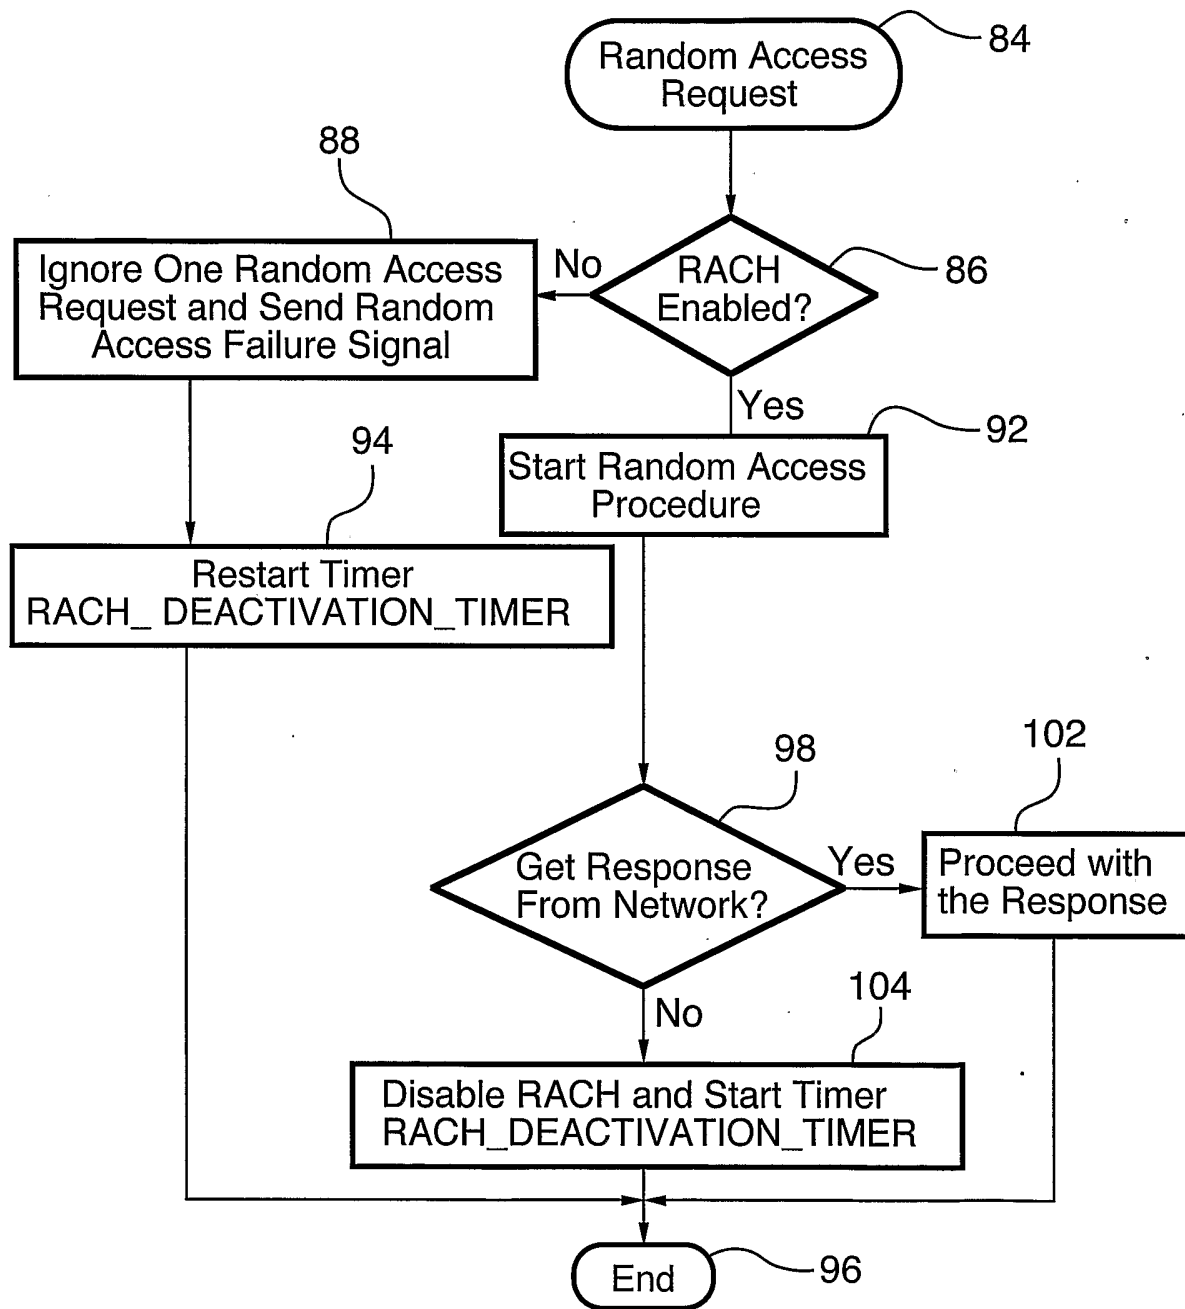 84
Random Access
Request
88
86
RACH
Enabled?
No
Ignore One Random Access
Request and Send Random
Access Failure Signal
Yes
92
94
Start Random Access
Procedure
Restart Timer
RACH_ DEACTIVATION_TIMER
98
102
Get Response
From Network?
Yes
Proceed with
the Response
No
104
Disable RACH and Start Timer
RACH_DEACTIVATION_TIMER
End
96